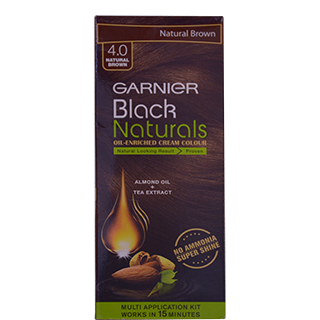 Natural Brown
4.0
NATURAL
BROWN
GARNIER
Black
Naturals
OIL-ENRICHED CREAM COLOUR
Natural Looking Result > Proven
ALMOND OIL
+
TEA EXTRACT
NO AMMONIA
SUPER SHINE
MULTI APPLICATION KIT
WORKS IN 15 MINUTES